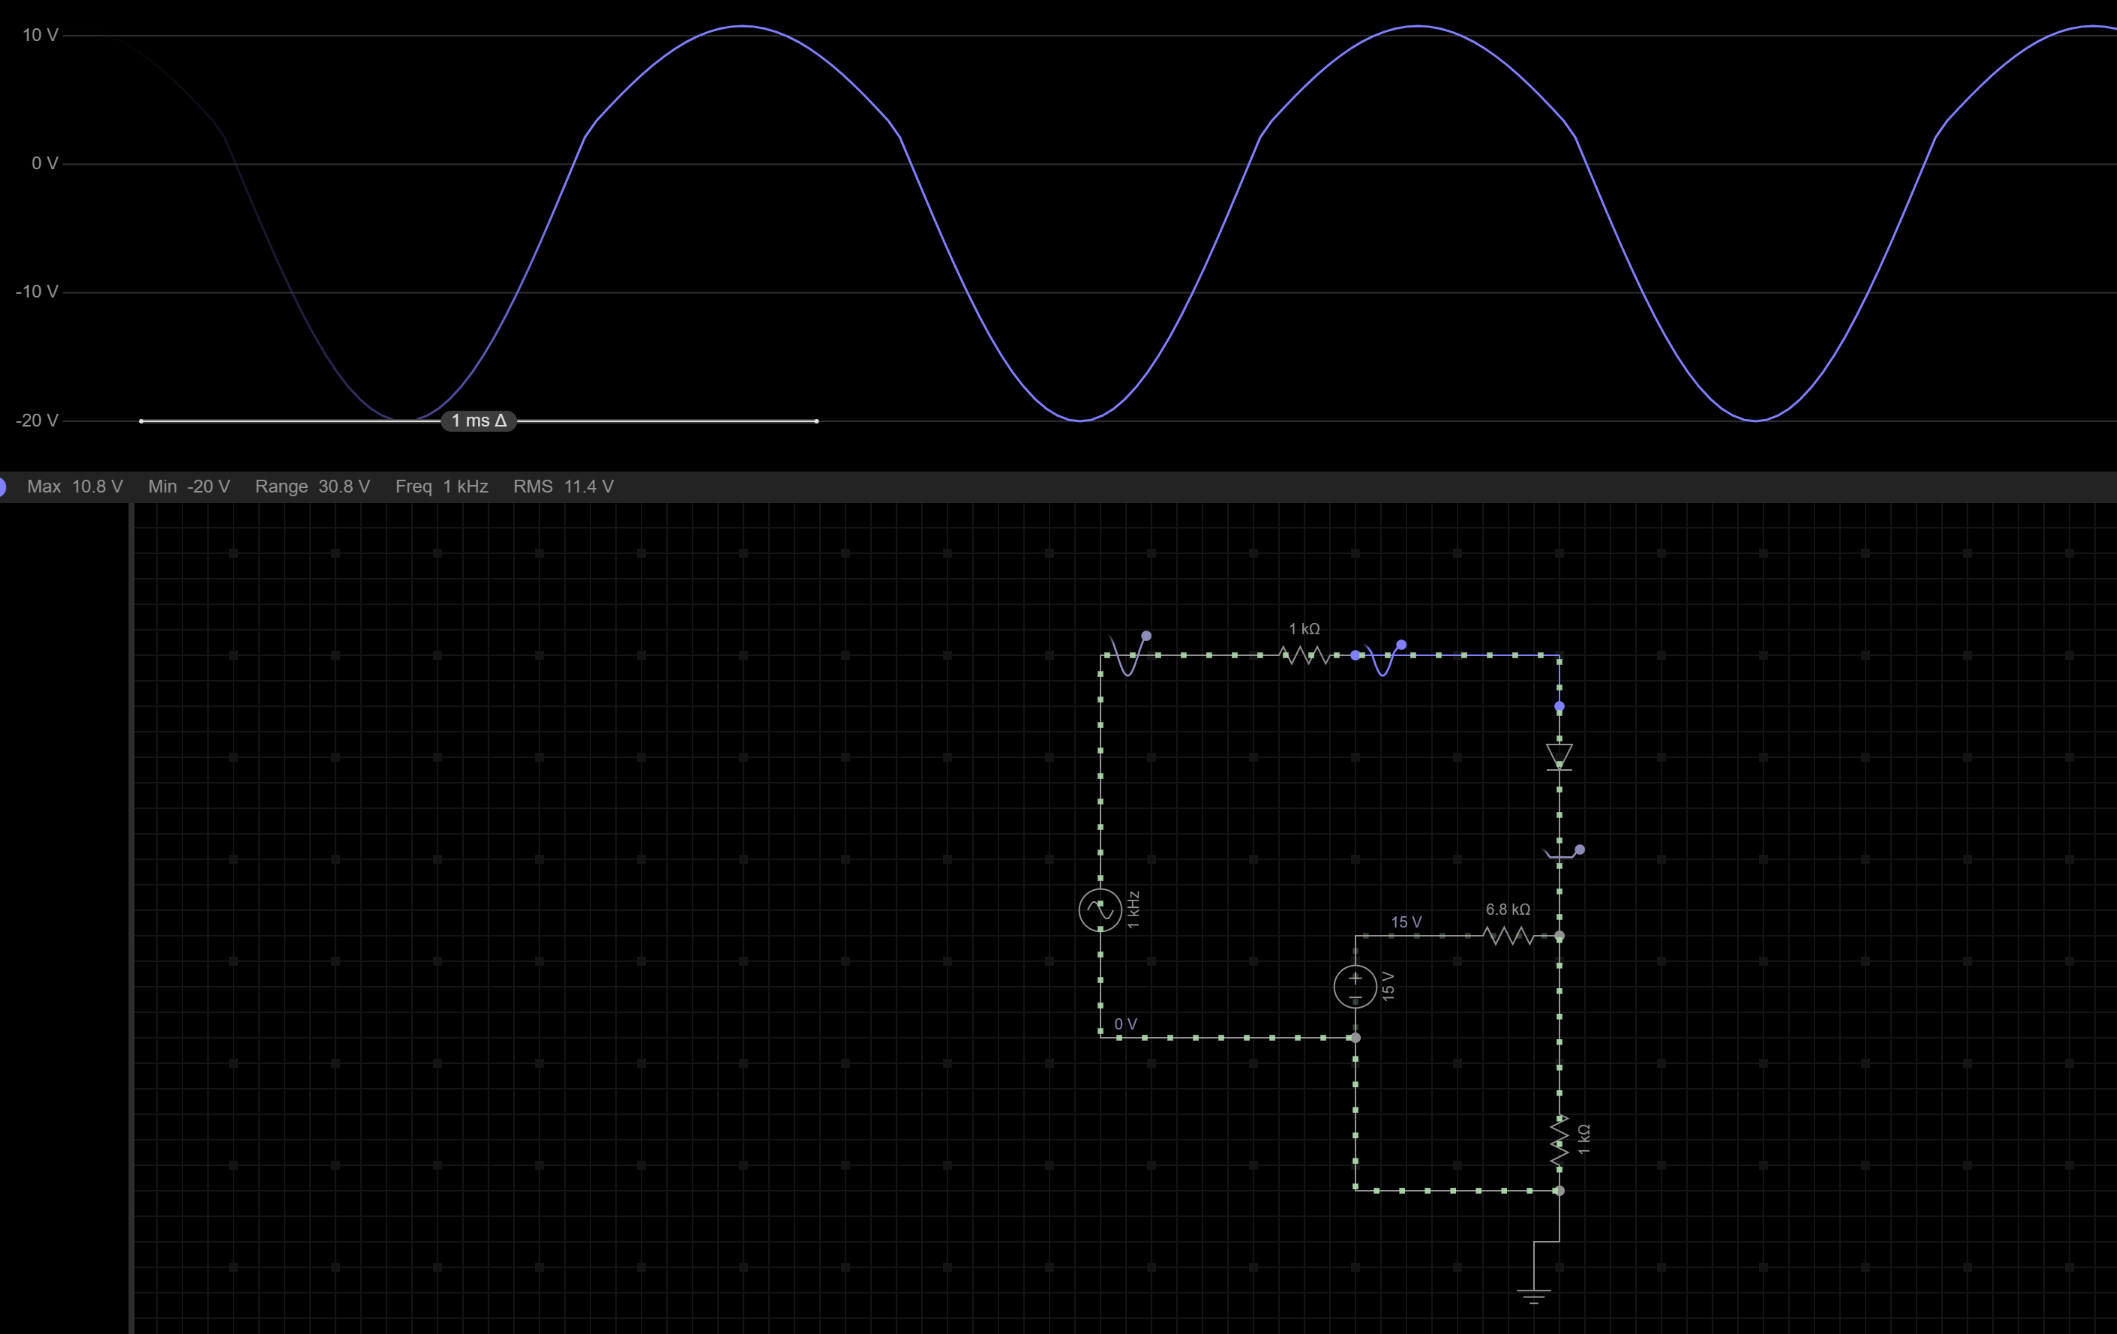 10 V
0 V
-10 V
-20 V
1 ms Δ
Max 10.8 V Min -20 V Range 30.8 V Freq 1 kHz RMS 11.4 V
1 kΩ
1 kHz
15 V
6.8 kΩ
15 V
0 V
1 kΩ